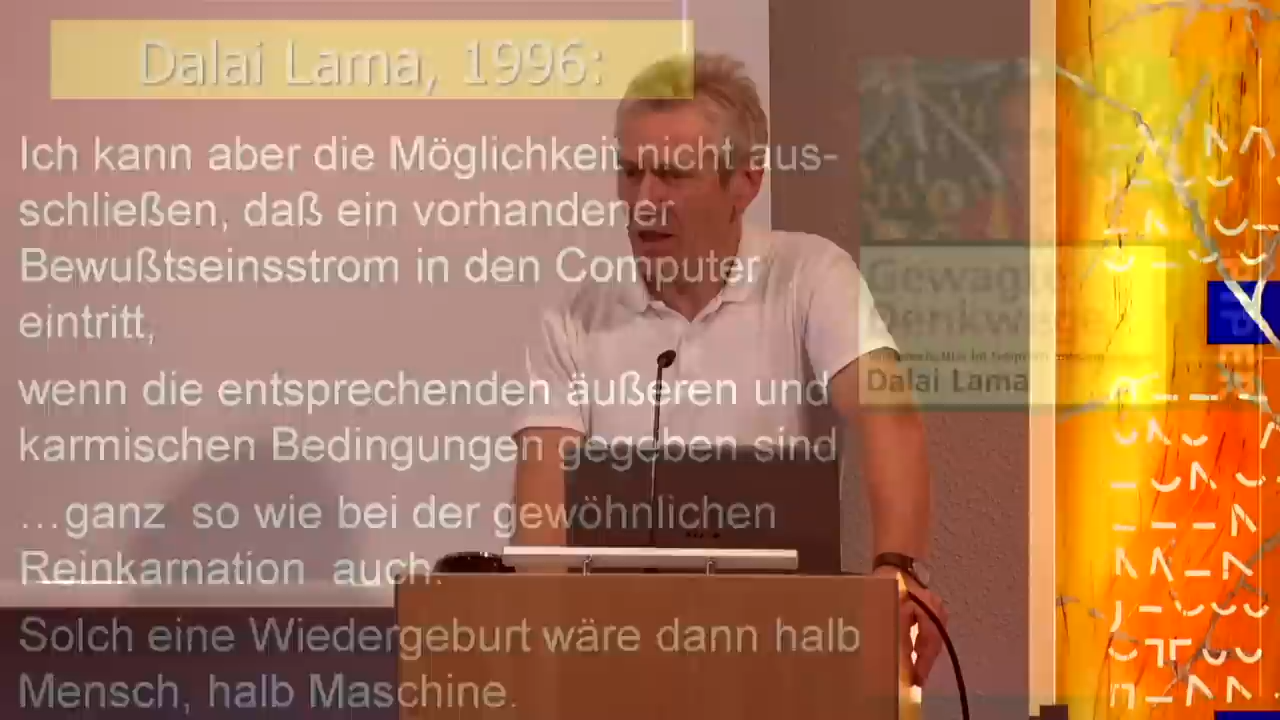 Dalai Lama, 1996:
Ich kann aber die Möglichkeit nicht aus-
schließen, daß ein vorhandener
Bewußtseinsstrom in den Computer
eintritt,
wenn die entsprechenden äußeren und
karmischen Bedingungen gegeben sind
…ganz so wie bei der gewöhnlichen
Reinkarnation auch.
Solch eine Wiedergeburt wäre dann halb
Mensch, halb Maschine.
Gewagte
Denkwege
Dalai Lama